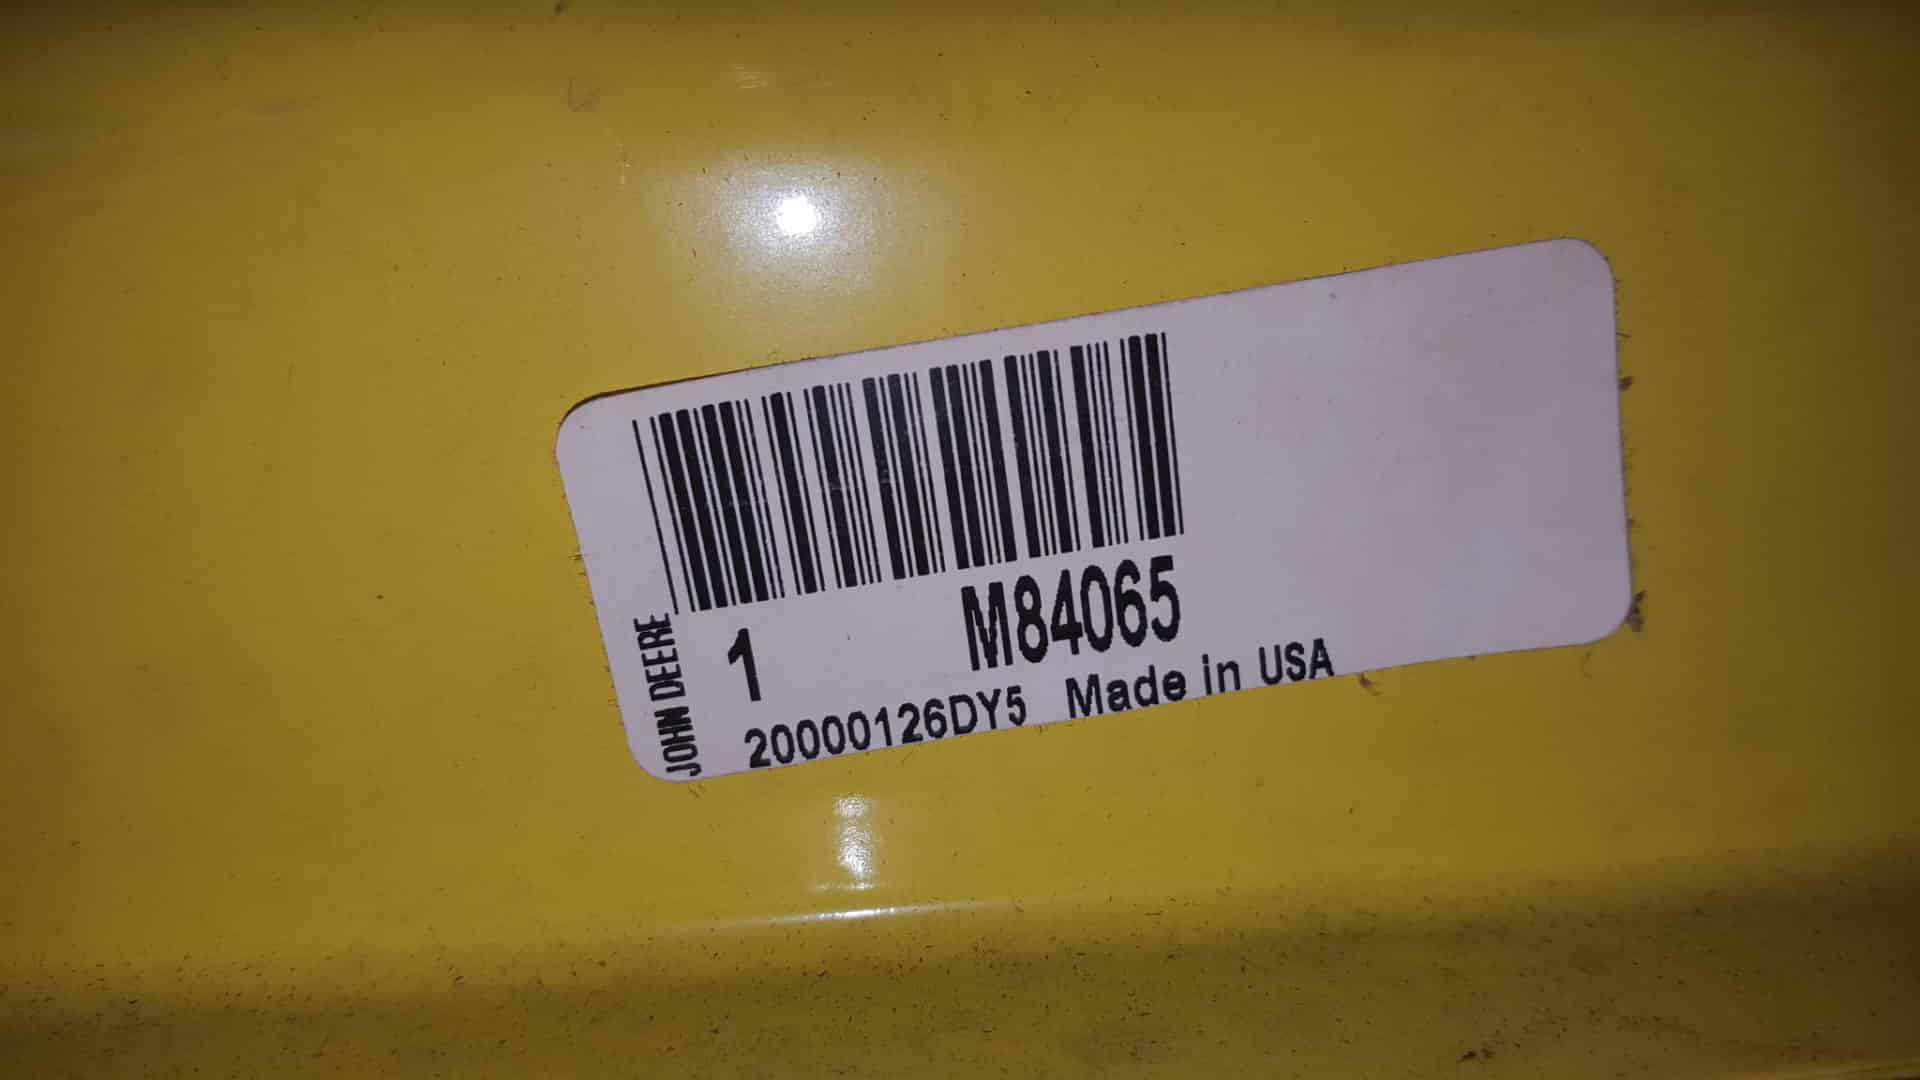 JOHN DEERE
1 M84065
20000126DY5 Made in USA